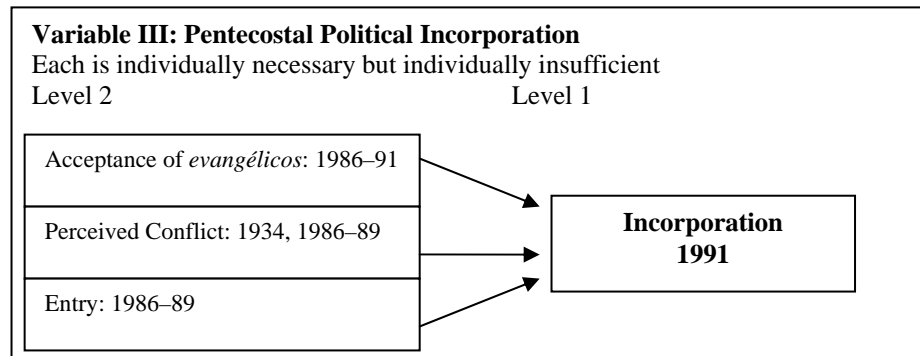 Variable III: Pentecostal Political Incorporation
Each is individually necessary but individually insufficient
Level 2 Level 1
Acceptance of evangélicos: 1986–91
Perceived Conflict: 1934, 1986–89
Entry: 1986–89
Incorporation
1991